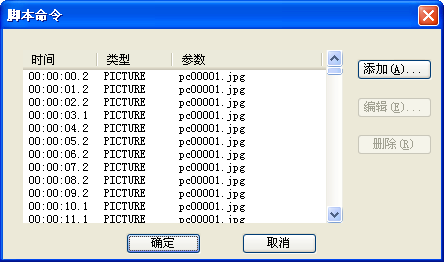 脚本命令
时间 类型 参数
00:00:00.2 PICTURE pc00001.jpg
00:00:01.2 PICTURE pc00001.jpg
00:00:02.2 PICTURE pc00001.jpg
00:00:03.1 PICTURE pc00001.jpg
00:00:04.2 PICTURE pc00001.jpg
00:00:05.2 PICTURE pc00001.jpg
00:00:06.2 PICTURE pc00001.jpg
00:00:07.2 PICTURE pc00001.jpg
00:00:08.2 PICTURE pc00001.jpg
00:00:09.2 PICTURE pc00001.jpg
00:00:10.1 PICTURE pc00001.jpg
00:00:11.1 PICTURE pc00001.jpg
添加(A)...
编辑(E)...
删除(R)
确定 取消